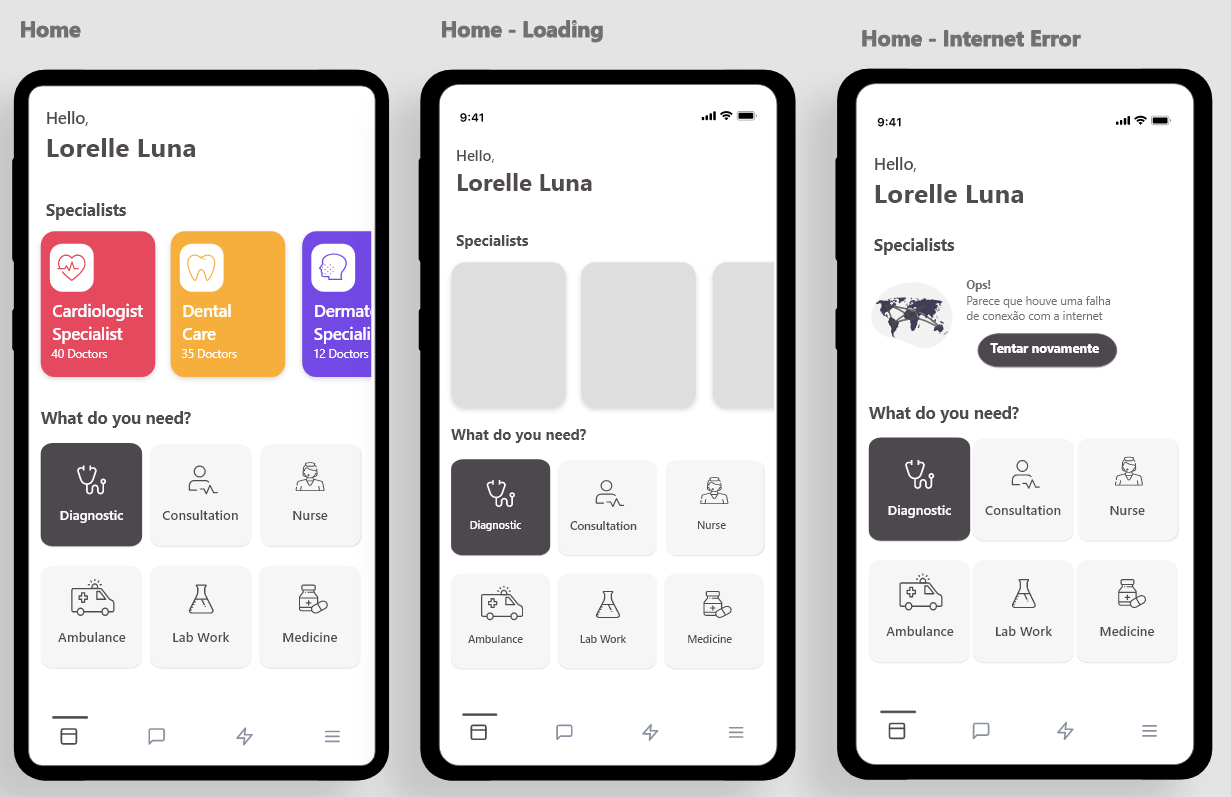 Home
Hello,
Lorelle Luna
Specialists
Cardiologist
Specialist
40 Doctors
Dental
Care
35 Doctors
Dermat
Speciali
12 Doctors
What do you need?
Diagnostic
Consultation
Nurse
Ambulance
Lab Work
Medicine
Home - Loading
9:41
Hello,
Lorelle Luna
Specialists
What do you need?
Diagnostic
Consultation
Nurse
Ambulance
Lab Work
Medicine
Home - Internet Error
9:41
Hello,
Lorelle Luna
Specialists
Ops!
Parece que houve uma falha
de conexão com a internet
Tentar novamente
What do you need?
Diagnostic
Consultation
Nurse
Ambulance
Lab Work
Medicine